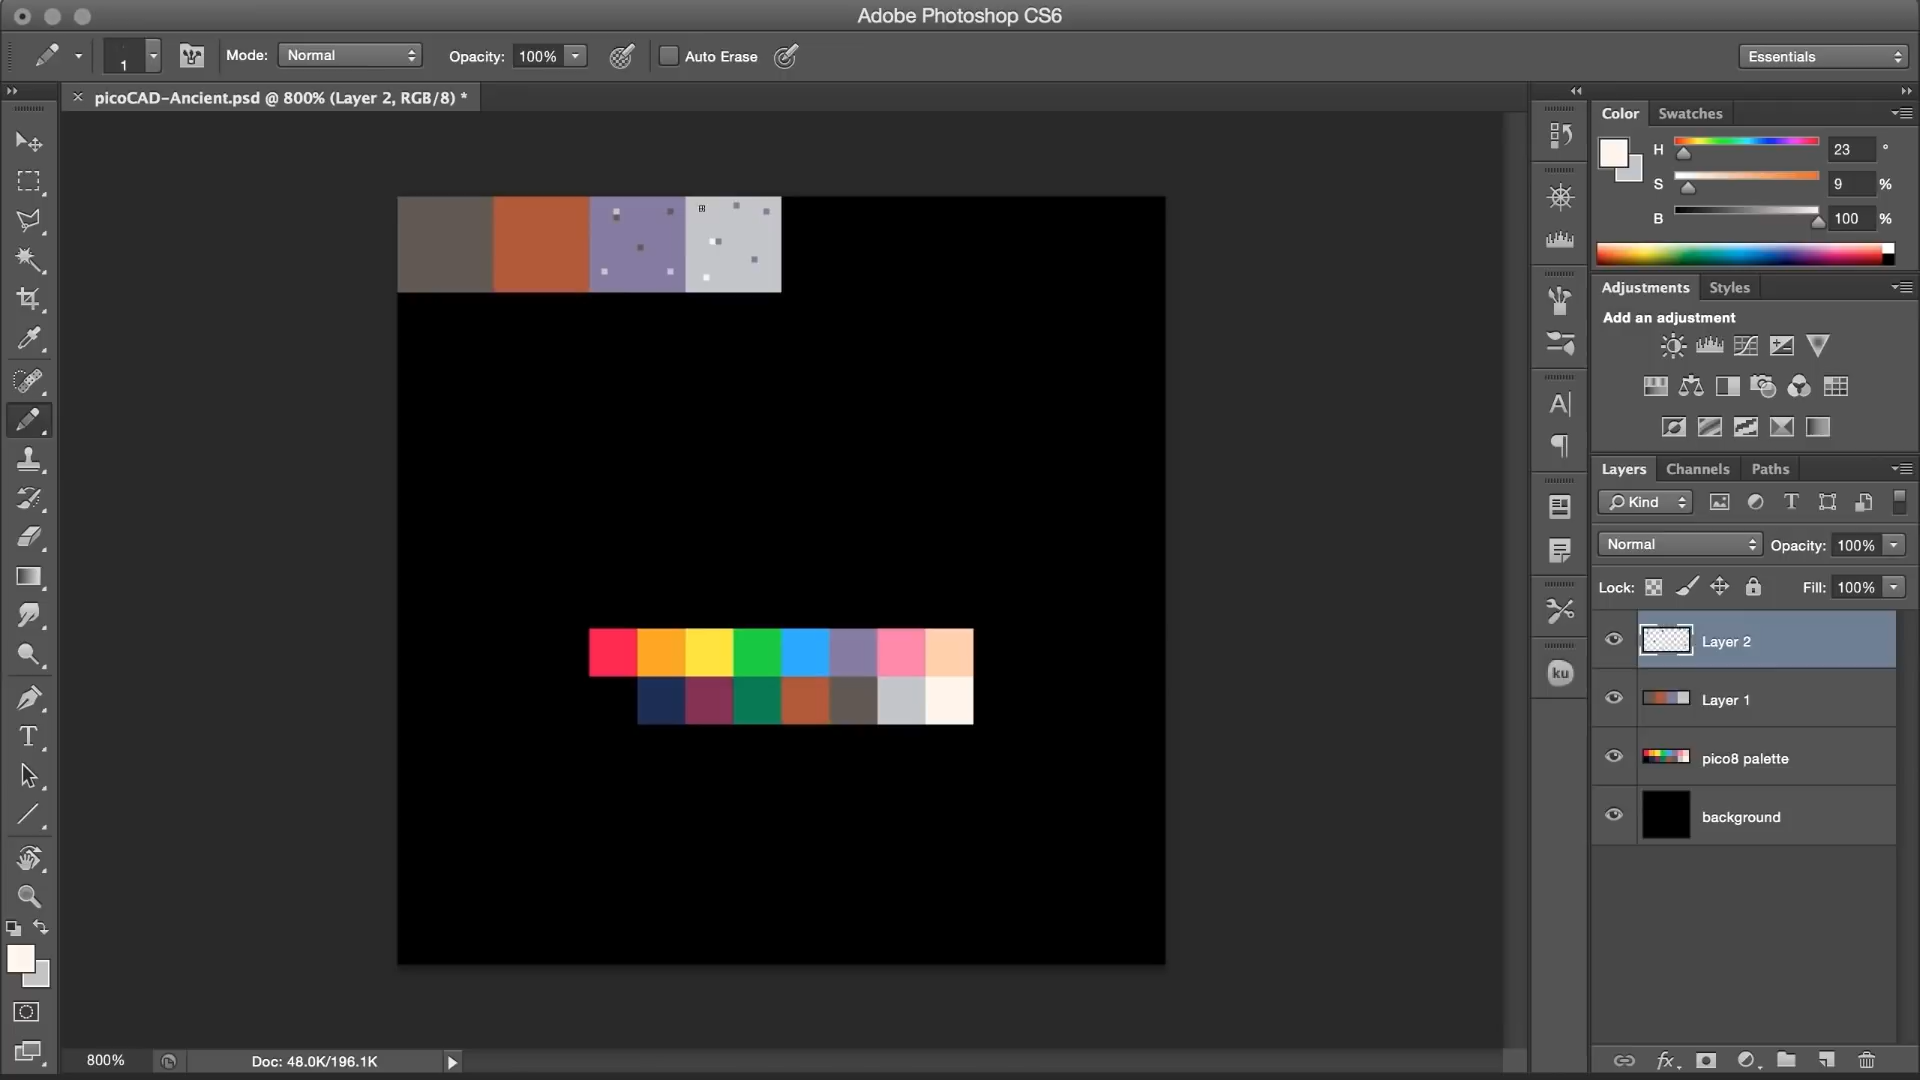 Adobe Photoshop CS6
1
Mode: Normal
Opacity: 100%
Auto Erase
Essentials
picoCAD-Ancient.psd @ 800% (Layer 2, RGB/8) *
Color Swatches
H 23 °
S 9 %
B 100 %
Adjustments Styles
Add an adjustment
Layers Channels Paths
Kind
Normal Opacity: 100%
Lock: Fill: 100%
Layer 2
Layer 1
pico8 palette
background
ku
800% Doc: 48.0K/196.1K
fx